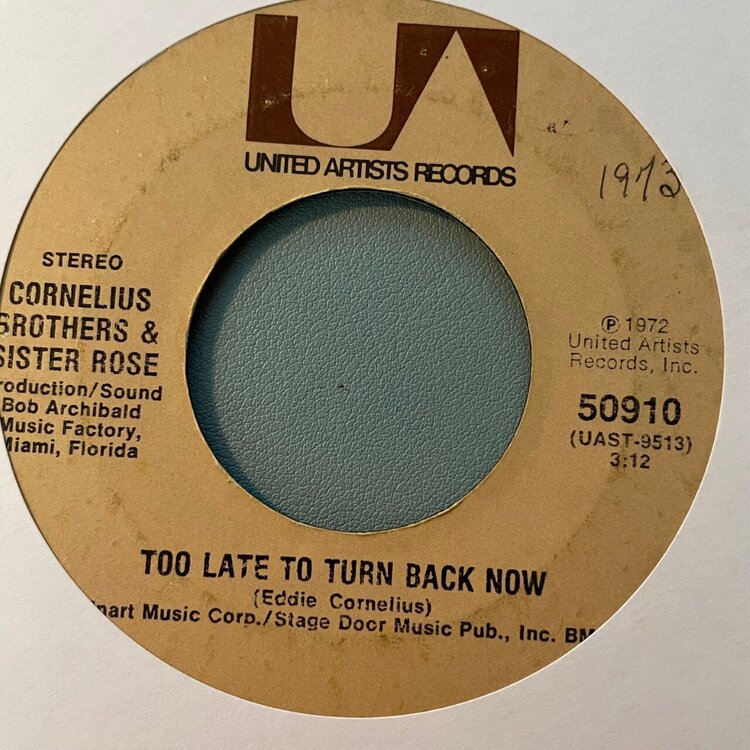 UA
UNITED ARTISTS RECORDS
1973
STEREO
CORNELIUS
BROTHERS &
SISTER ROSE
Production/Sound
Bob Archibald
Music Factory,
Miami, Florida
℗ 1972
United Artists
Records, Inc.
50910
(UAST-9513)
3:12
TOO LATE TO TURN BACK NOW
(Eddie Cornelius)
nart Music Corp./Stage Door Music Pub., Inc. BM